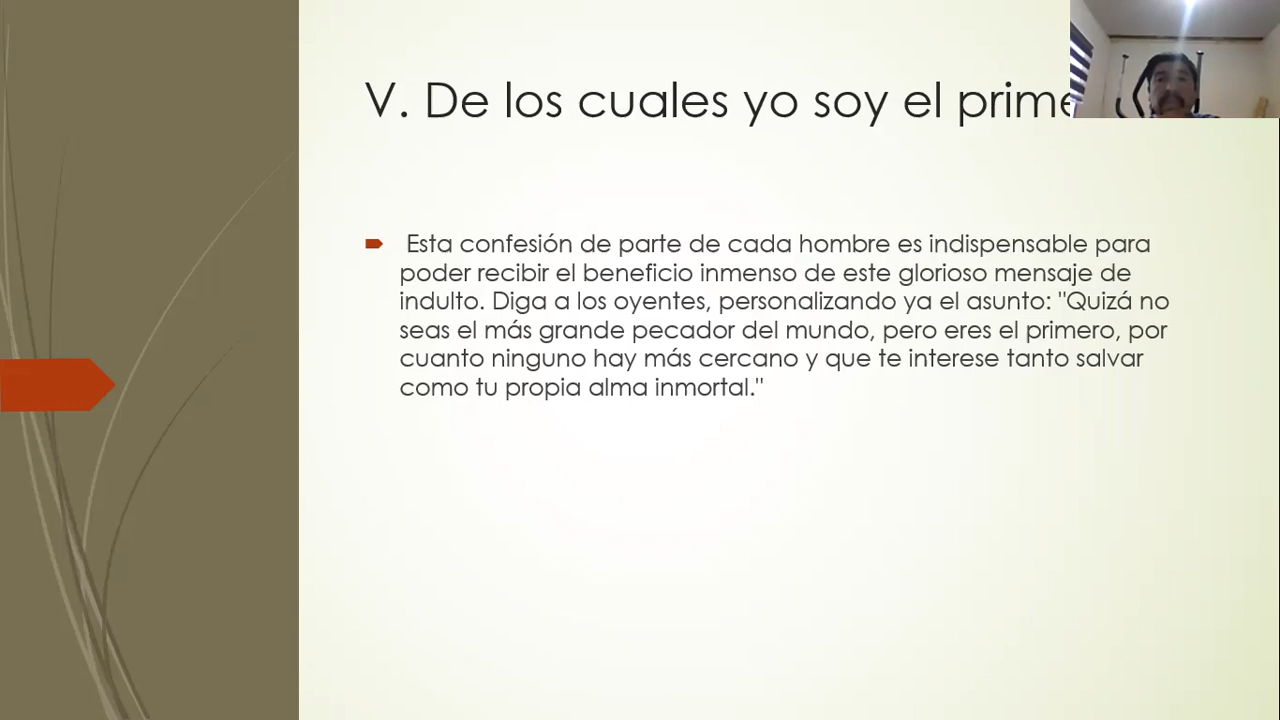 V. De los cuales yo soy el
Esta confesión de parte de cada hombre es indispensable para
poder recibir el beneficio inmenso de este glorioso mensaje de
indulto. Diga a los oyentes, personalizando ya el asunto: "Quizá no
seas el más grande pecador del mundo, pero eres el primero, por
cuanto ninguno hay más cercano y que te interese tanto salvar
como tu propia alma inmortal."